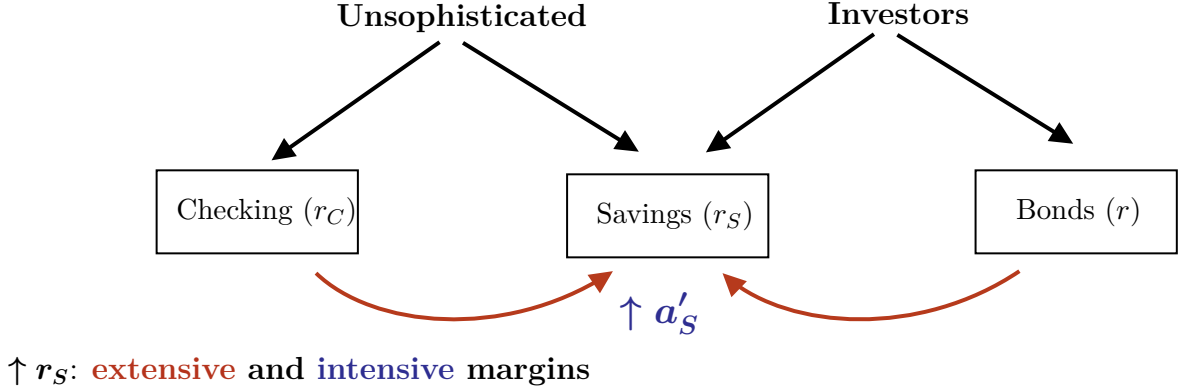 Unsophisticated
Investors
Checking (r_C)
Savings (r_S)
Bonds (r)
↑ a′_S
↑ r_S: extensive and intensive margins